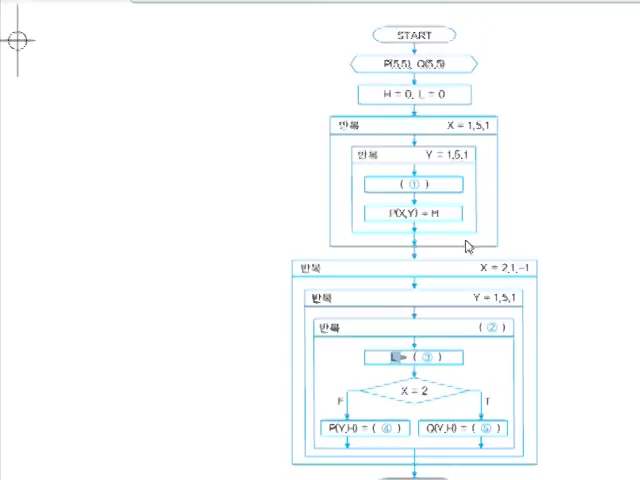 START
P(5,5), Q(5,5)
H = 0, L = 0
반복 X = 1,5,1
반복 Y = 1,5,1
( ① )
P(X,Y) = H
반복 X = 2,1,-1
반복 Y = 1,5,1
반복 ( ② )
L = ( ③ )
X = 2
F T
P(Y,H) = ( ④ ) Q(Y,H) = ( ⑤ )